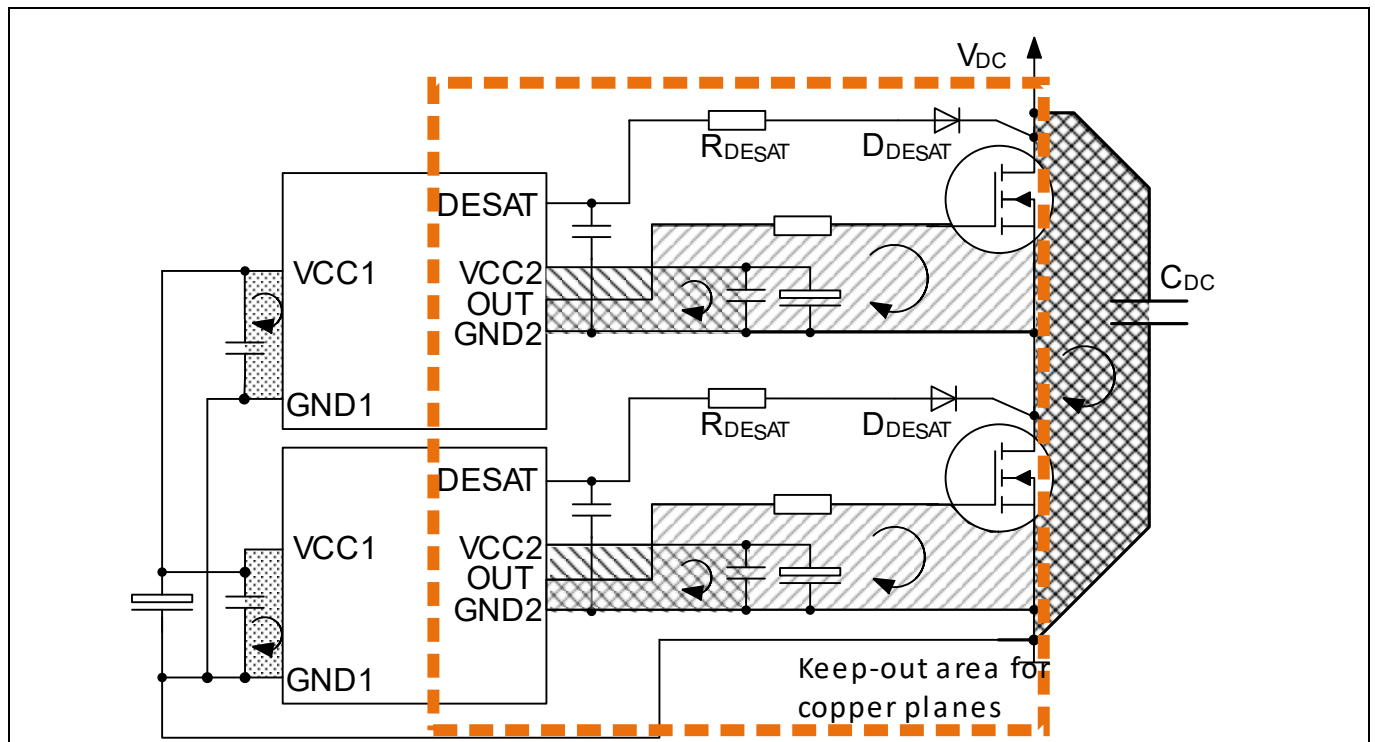 VDC
RDESAT
DDESAT
DESAT
VCC1
VCC2
OUT
GND2
GND1
CDC
RDESAT
DDESAT
DESAT
VCC1
VCC2
OUT
GND2
GND1
Keep-out area for
copper planes